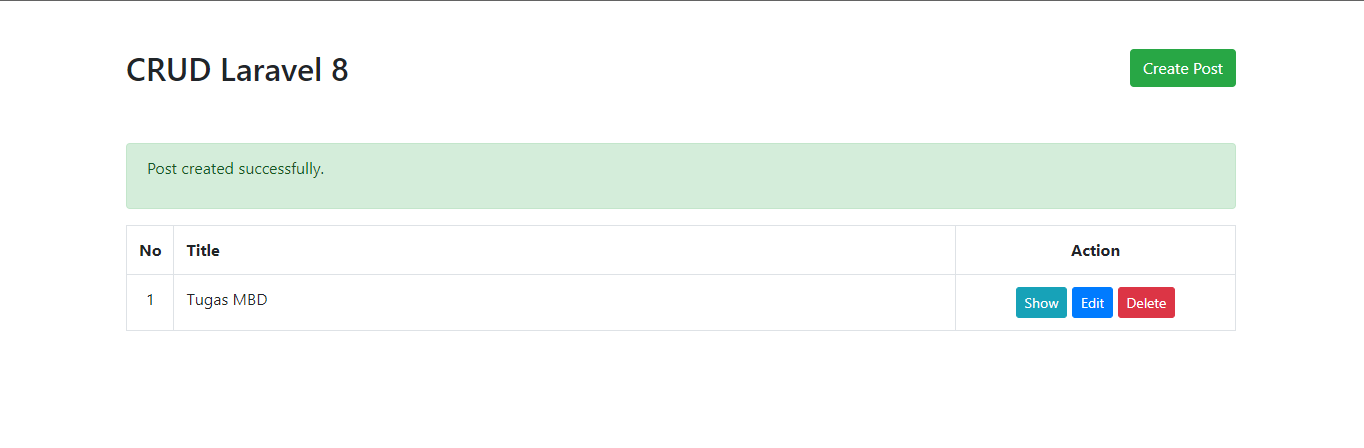 CRUD Laravel 8
Create Post
Post created successfully.
No Title Action
1 Tugas MBD Show Edit Delete